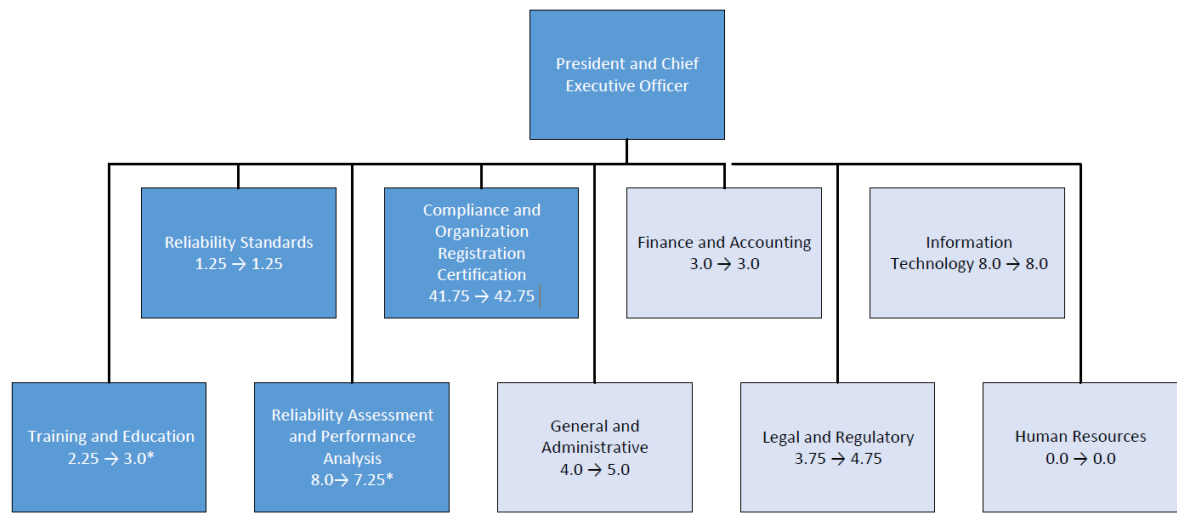 President and Chief
Executive Officer
Reliability Standards
1.25 → 1.25
Compliance and
Organization
Registration
Certification
41.75 → 42.75
Finance and Accounting
3.0 → 3.0
Information
Technology 8.0 → 8.0
Training and Education
2.25 → 3.0*
Reliability Assessment
and Performance
Analysis
8.0→ 7.25*
General and
Administrative
4.0 → 5.0
Legal and Regulatory
3.75 → 4.75
Human Resources
0.0 → 0.0